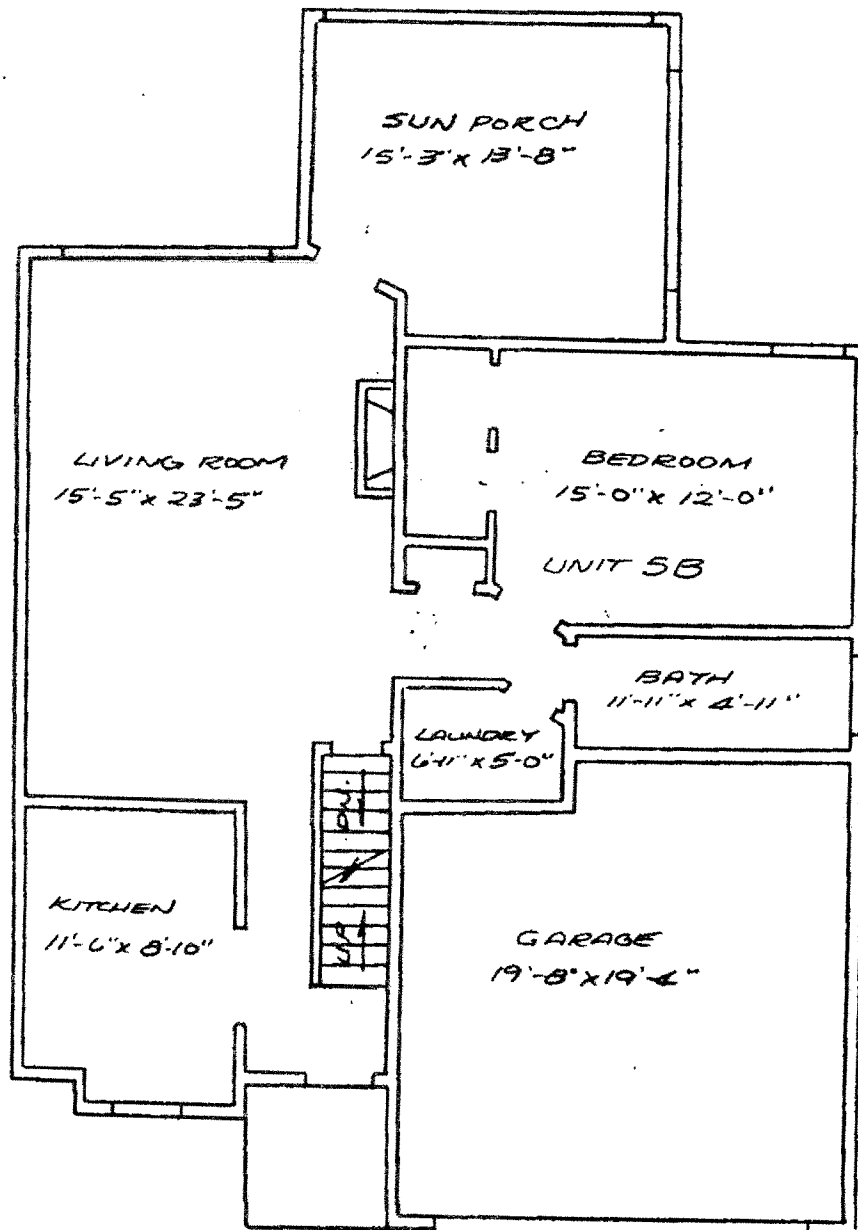 SUN PORCH
15'-3" x 13'-8"
LIVING ROOM
15'-5" x 23'-5"
BEDROOM
15'-0" x 12'-0"
UNIT 5B
BATH
11'-11" x 4'-11"
LAUNDRY
6'-11" x 5'-0"
DN.
UP
KITCHEN
11'-6" x 8'-10"
GARAGE
19'-8" x 19'-4"